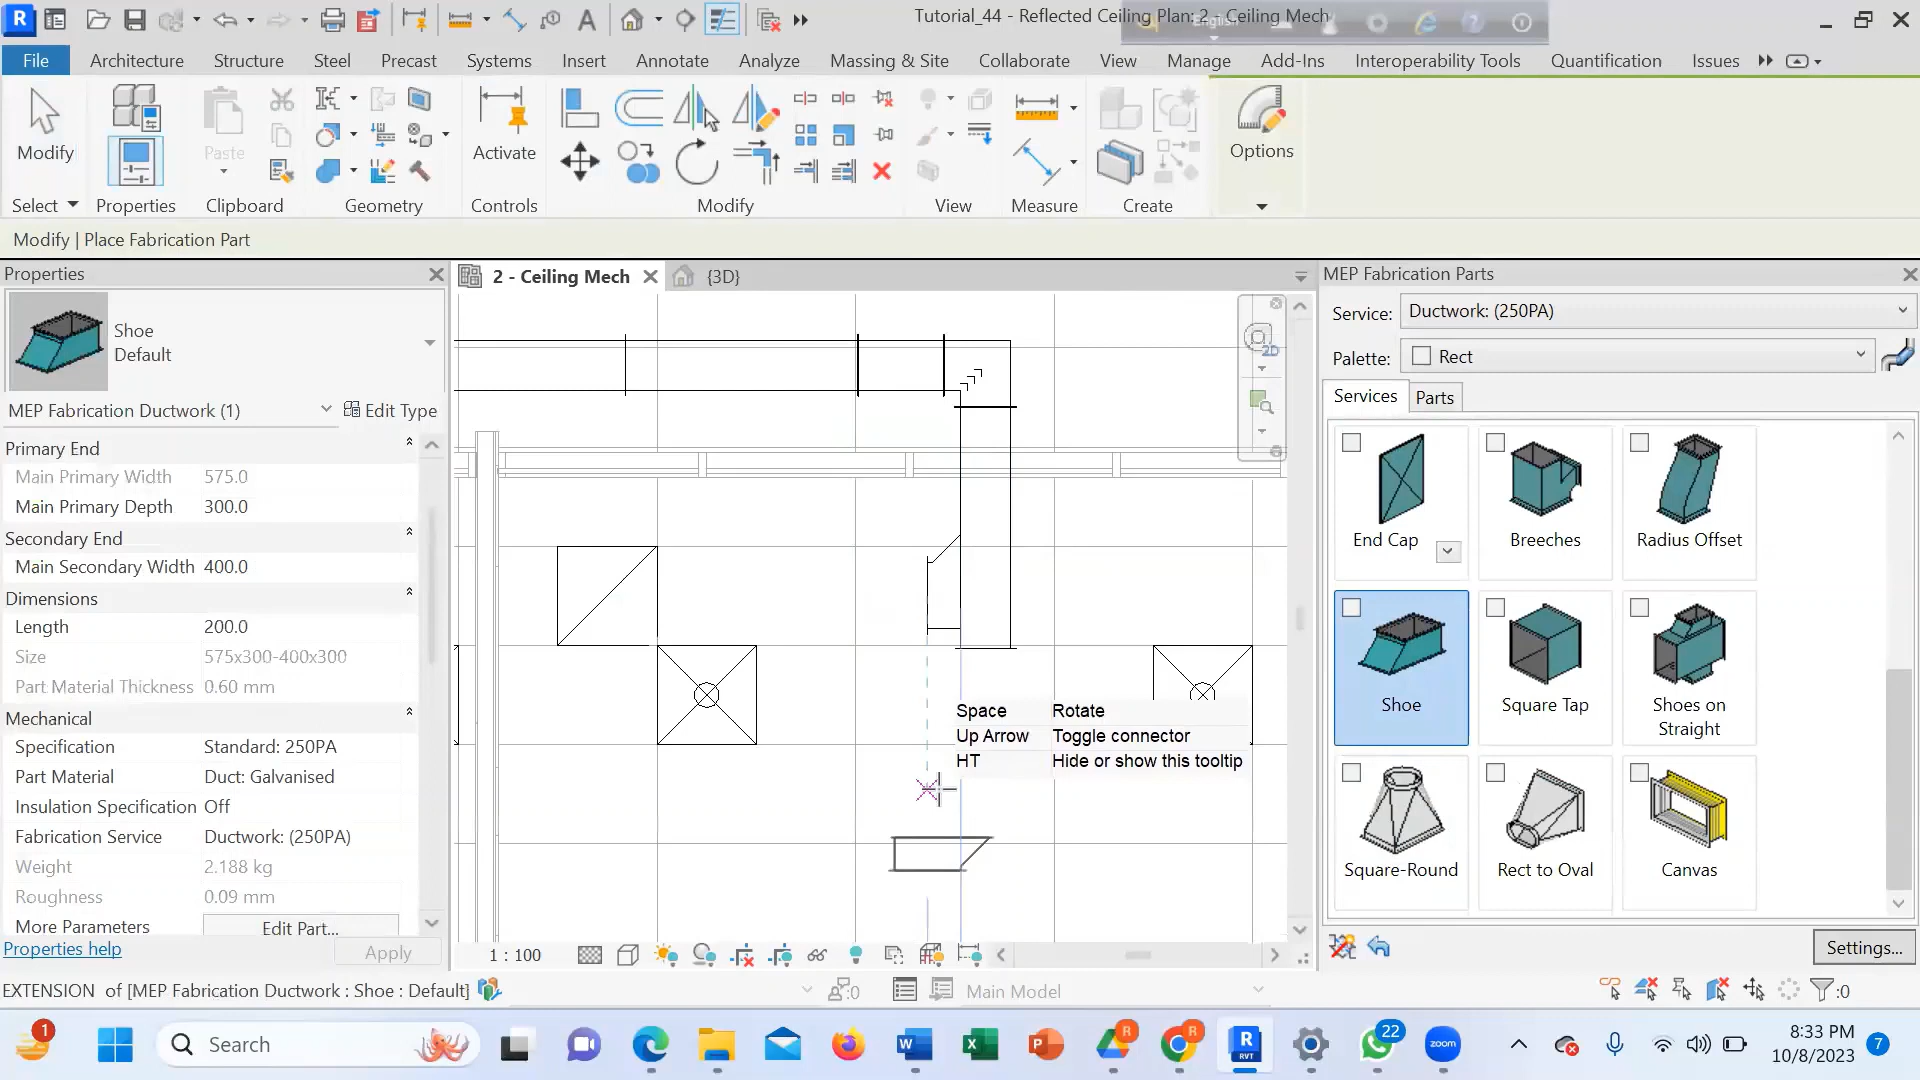 Tutorial_44 - Reflected Ceiling Plan: 2 - Ceiling Mech
File Architecture Structure Steel Precast Systems Insert Annotate Analyze Massing & Site Collaborate View Manage Add-Ins Interoperability Tools Quantification Issues
Modify
Paste
Activate
Options
Select Properties Clipboard Geometry Controls Modify View Measure Create
Modify | Place Fabrication Part
Properties
Shoe
Default
MEP Fabrication Ductwork (1)
Edit Type
Primary End
Main Primary Width 575.0
Main Primary Depth 300.0
Secondary End
Main Secondary Width 400.0
Dimensions
Length 200.0
Size 575x300-400x300
Part Material Thickness 0.60 mm
Mechanical
Specification Standard: 250PA
Part Material Duct: Galvanised
Insulation Specification Off
Fabrication Service Ductwork: (250PA)
Weight 2.188 kg
Roughness 0.09 mm
More Parameters Edit Part...
Properties help
Apply
2 - Ceiling Mech
{3D}
2D
Space Rotate
Up Arrow Toggle connector
HT Hide or show this tooltip
1 : 100
MEP Fabrication Parts
Service: Ductwork: (250PA)
Palette: Rect
Services Parts
End Cap
Breeches
Radius Offset
Shoe
Square Tap
Shoes on
Straight
Square-Round
Rect to Oval
Canvas
Settings...
EXTENSION of [MEP Fabrication Ductwork : Shoe : Default]
:0
Main Model
:0
1
Search
R
R
RVT
22
zoom
8:33 PM
10/8/2023
7